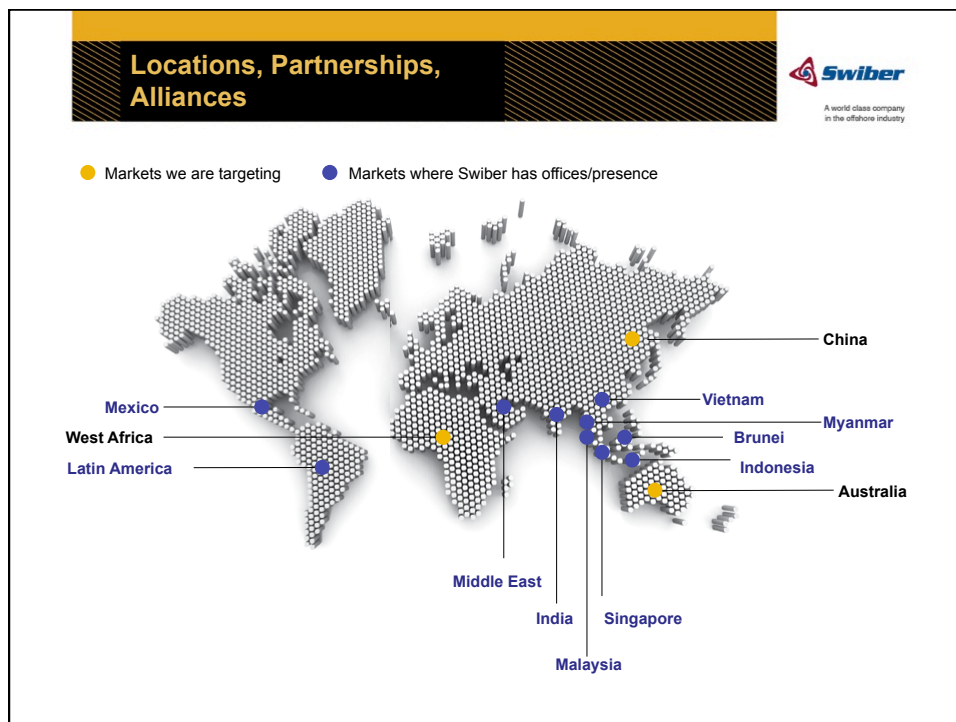 Locations, Partnerships,
Alliances
Swiber
A world class company
in the offshore industry
Markets we are targeting
Markets where Swiber has offices/presence
China
Mexico
Vietnam
Myanmar
West Africa
Brunei
Latin America
Indonesia
Australia
Middle East
India
Singapore
Malaysia